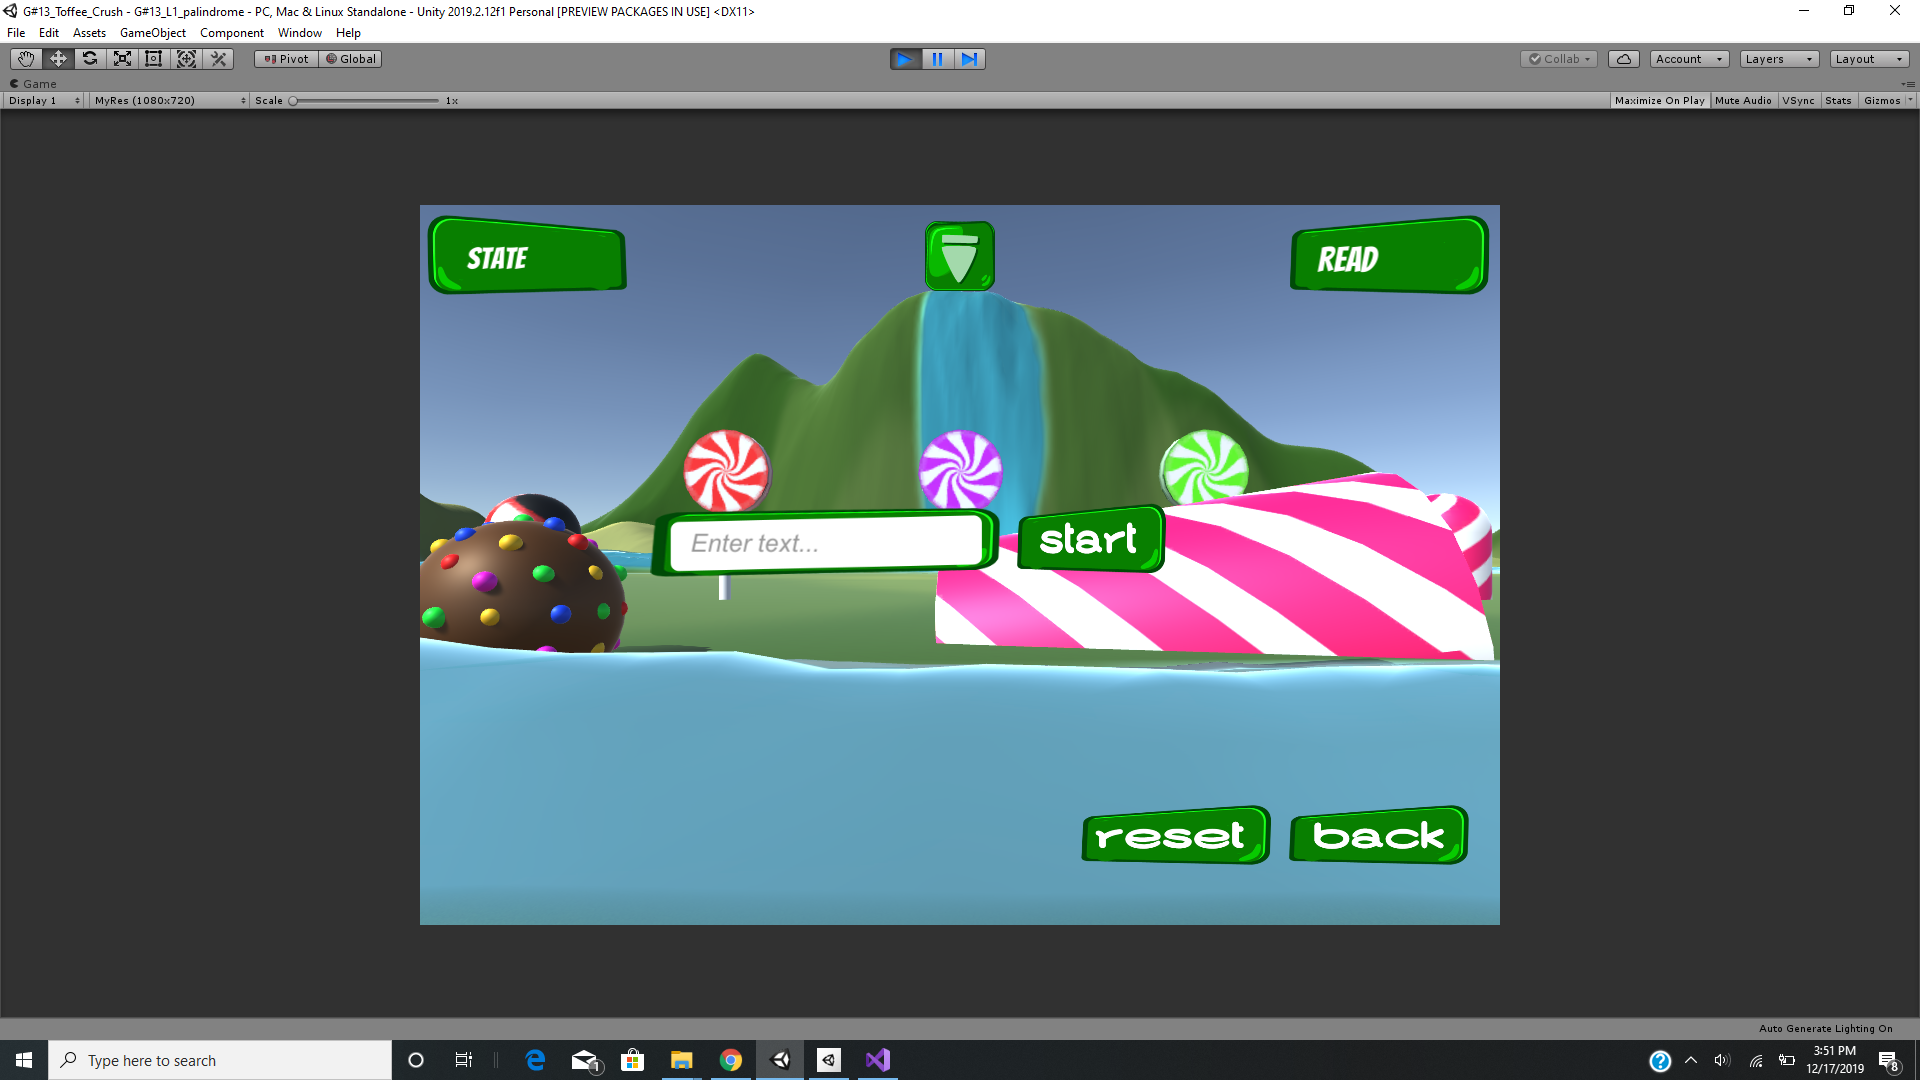 G#13_Toffee_Crush - G#13_L1_palindrome - PC, Mac & Linux Standalone - Unity 2019.2.12f1 Personal [PREVIEW PACKAGES IN USE] <DX11>
File Edit Assets GameObject Component Window Help
Pivot Global Collab Account Layers Layout
Game
Display 1 MyRes (1080x720) Scale 1x Maximize On Play Mute Audio VSync Stats Gizmos
STATE READ
Enter text... start
reset back
Auto Generate Lighting On
Type here to search 1 3:51 PM
12/17/2019 8